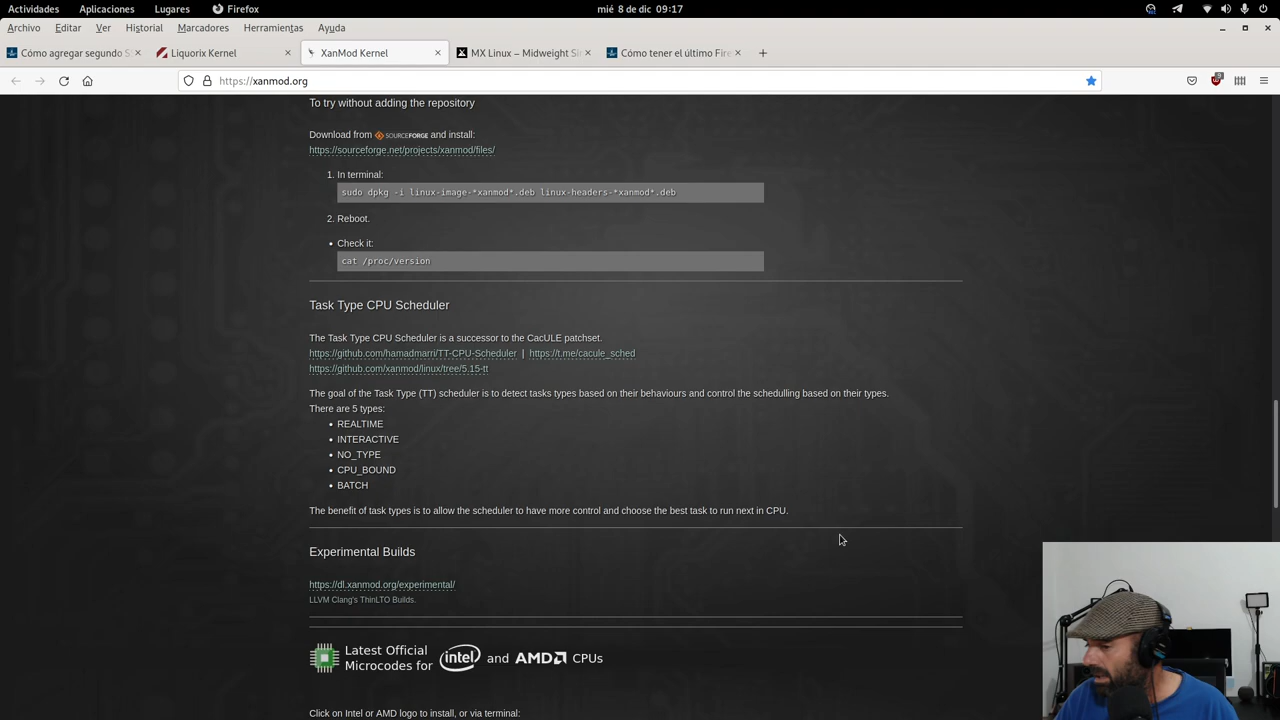 Actividades
Aplicaciones
Lugares
Firefox
mié 8 de dic 09:17
Archivo
Editar
Ver
Historial
Marcadores
Herramientas
Ayuda
Cómo agregar segundo S
Liquorix Kernel
XanMod Kernel
MX Linux – Midweight Si
Cómo tener el último Fire
https://xanmod.org
To try without adding the repository
Download from SOURCEFORGE and install:
https://sourceforge.net/projects/xanmod/files/
1. In terminal:
sudo dpkg -i linux-image-*xanmod*.deb linux-headers-*xanmod*.deb
2. Reboot.
• Check it:
cat /proc/version
Task Type CPU Scheduler
The Task Type CPU Scheduler is a successor to the CacULE patchset.
https://github.com/hamadmarri/TT-CPU-Scheduler | https://t.me/cacule_sched
https://github.com/xanmod/linux/tree/5.15-tt
The goal of the Task Type (TT) scheduler is to detect tasks types based on their behaviours and control the schedulling based on their types.
There are 5 types:
• REALTIME
• INTERACTIVE
• NO_TYPE
• CPU_BOUND
• BATCH
The benefit of task types is to allow the scheduler to have more control and choose the best task to run next in CPU.
Experimental Builds
https://dl.xanmod.org/experimental/
LLVM Clang's ThinLTO Builds.
Latest Official
Microcodes for intel and AMD CPUs
Click on Intel or AMD logo to install, or via terminal: